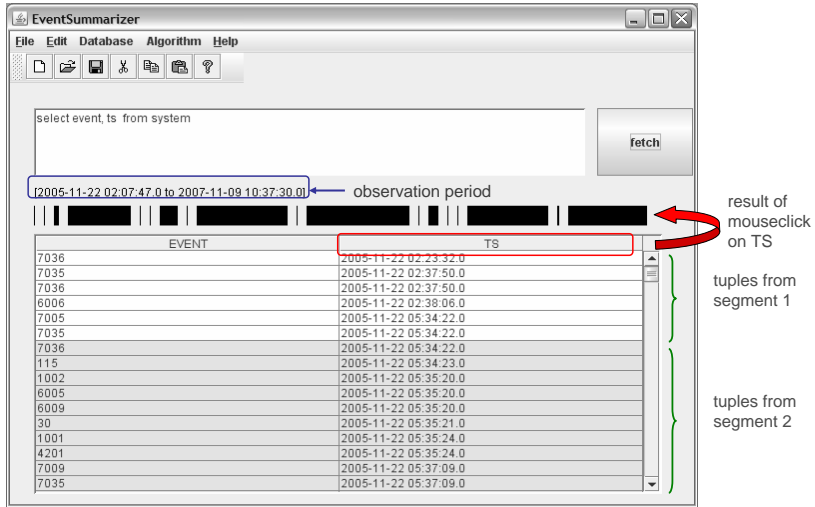 EventSummarizer
File Edit Database Algorithm Help
select event, ts from system
fetch
[2005-11-22 02:07:47.0 to 2007-11-09 10:37:30.0]
observation period
result of
mouseclick
on TS
EVENT TS
7036 2005-11-22 02:23:32.0
7035 2005-11-22 02:37:50.0
7036 2005-11-22 02:37:50.0
6006 2005-11-22 02:38:06.0
7005 2005-11-22 05:34:22.0
7035 2005-11-22 05:34:22.0
tuples from
segment 1
7036 2005-11-22 05:34:22.0
115 2005-11-22 05:34:23.0
1002 2005-11-22 05:35:20.0
6005 2005-11-22 05:35:20.0
6009 2005-11-22 05:35:20.0
30 2005-11-22 05:35:21.0
1001 2005-11-22 05:35:24.0
4201 2005-11-22 05:35:24.0
7009 2005-11-22 05:37:09.0
7035 2005-11-22 05:37:09.0
tuples from
segment 2